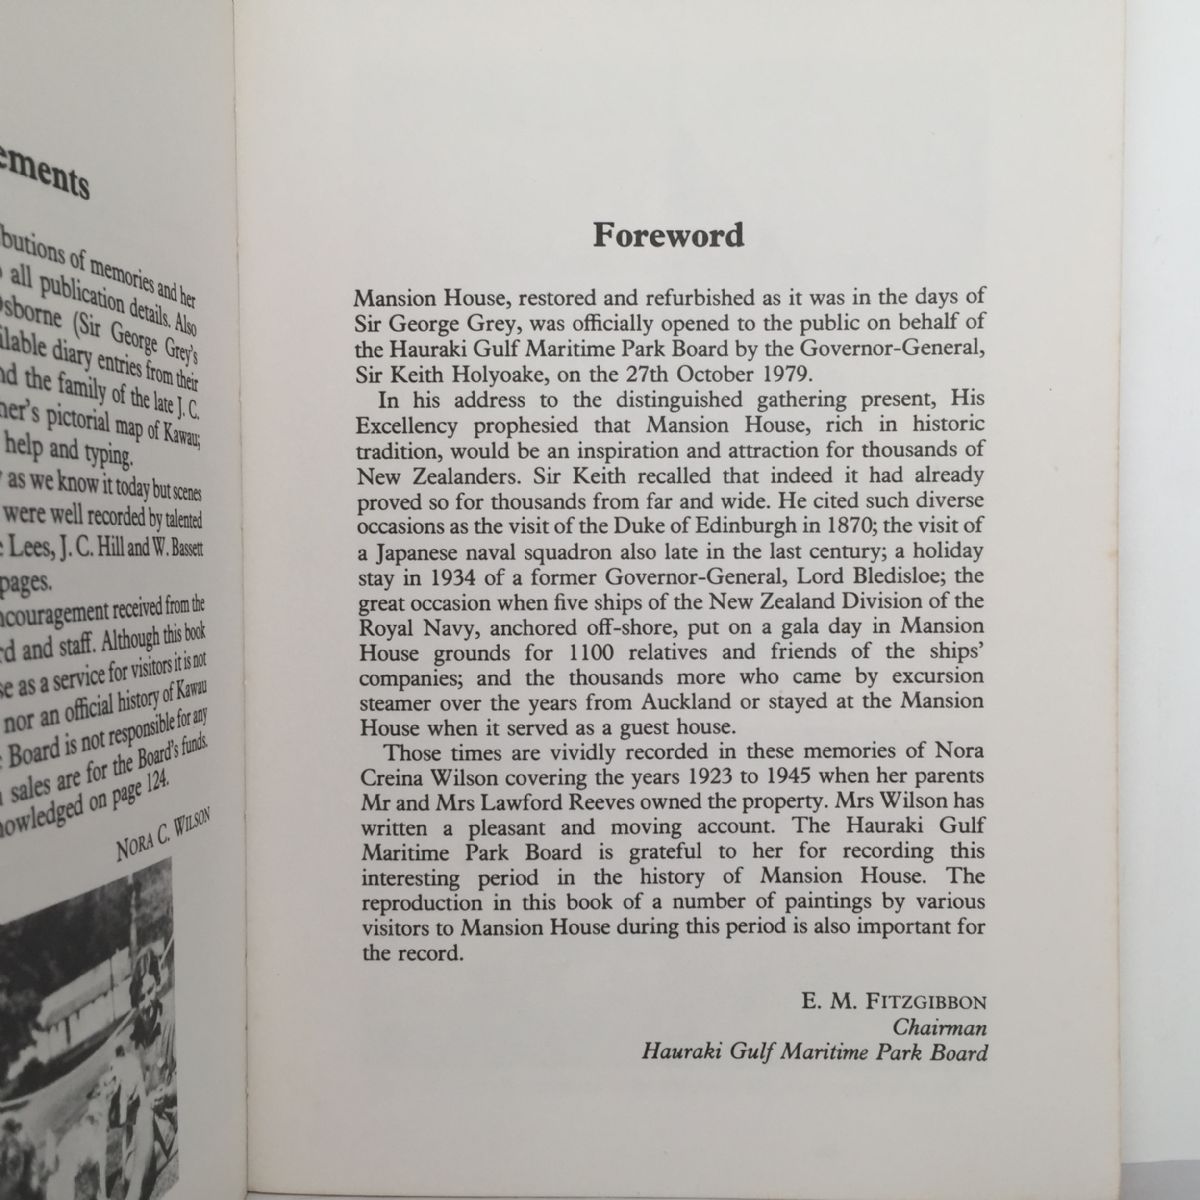 ements
butions of memories and her
all publication details. Also
sborne (Sir George Grey's
ilable diary entries from their
nd the family of the late J. C.
her's pictorial map of Kawau;
help and typing.
as we know it today but scenes
were well recorded by talented
Lees, J. C. Hill and W. Bassett
pages.
ncouragement received from the
rd and staff. Although this book
se as a service for visitors it is not
nor an official history of Kawau
Board is not responsible for any
sales are for the Board's funds.
nowledged on page 124.
NORA C. WILSON
Foreword
Mansion House, restored and refurbished as it was in the days of
Sir George Grey, was officially opened to the public on behalf of
the Hauraki Gulf Maritime Park Board by the Governor-General,
Sir Keith Holyoake, on the 27th October 1979.
In his address to the distinguished gathering present, His
Excellency prophesied that Mansion House, rich in historic
tradition, would be an inspiration and attraction for thousands of
New Zealanders. Sir Keith recalled that indeed it had already
proved so for thousands from far and wide. He cited such diverse
occasions as the visit of the Duke of Edinburgh in 1870; the visit of
a Japanese naval squadron also late in the last century; a holiday
stay in 1934 of a former Governor-General, Lord Bledisloe; the
great occasion when five ships of the New Zealand Division of the
Royal Navy, anchored off-shore, put on a gala day in Mansion
House grounds for 1100 relatives and friends of the ships'
companies; and the thousands more who came by excursion
steamer over the years from Auckland or stayed at the Mansion
House when it served as a guest house.
Those times are vividly recorded in these memories of Nora
Creina Wilson covering the years 1923 to 1945 when her parents
Mr and Mrs Lawford Reeves owned the property. Mrs Wilson has
written a pleasant and moving account. The Hauraki Gulf
Maritime Park Board is grateful to her for recording this
interesting period in the history of Mansion House. The
reproduction in this book of a number of paintings by various
visitors to Mansion House during this period is also important for
the record.
E. M. FITZGIBBON
Chairman
Hauraki Gulf Maritime Park Board